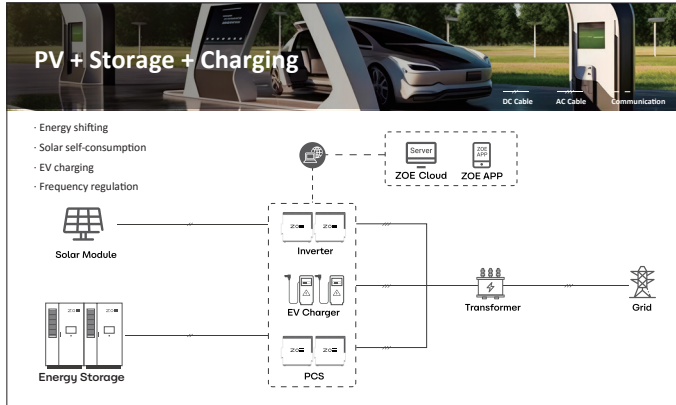 PV + Storage + Charging
DC Cable
AC Cable
Communication
· Energy shifting
· Solar self-consumption
· EV charging
· Frequency regulation
Server
ZOE
APP
ZOE Cloud
ZOE APP
Solar Module
Inverter
EV Charger
Transformer
Grid
Energy Storage
PCS